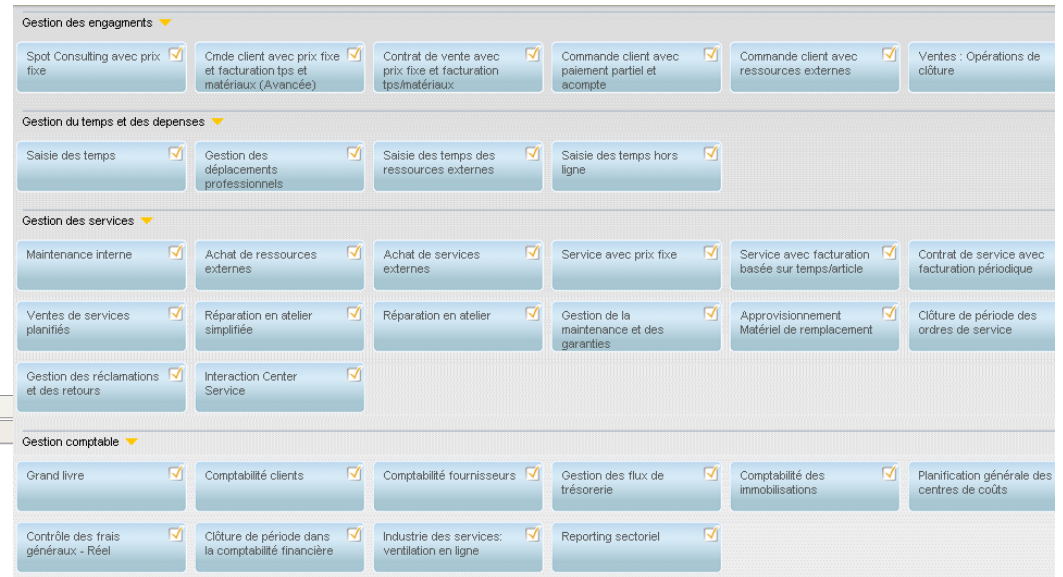 Gestion des engagments
Spot Consulting avec prix
fixe
Cmde client avec prix fixe
et facturation tps et
matériaux (Avancée)
Contrat de vente avec
prix fixe et facturation
tps/matériaux
Commande client avec
paiement partiel et
acompte
Commande client avec
ressources externes
Ventes : Opérations de
clôture
Gestion du temps et des depenses
Saisie des temps
Gestion des
déplacements
professionnels
Saisie des temps des
ressources externes
Saisie des temps hors
ligne
Gestion des services
Maintenance interne
Achat de ressources
externes
Achat de services
externes
Service avec prix fixe
Service avec facturation
basée sur temps/article
Contrat de service avec
facturation périodique
Ventes de services
planifiés
Réparation en atelier
simplifiée
Réparation en atelier
Gestion de la
maintenance et des
garanties
Approvisionnement
Matériel de remplacement
Clôture de période des
ordres de service
Gestion des réclamations
et des retours
Interaction Center
Service
Gestion comptable
Grand livre
Comptabilité clients
Comptabilité fournisseurs
Gestion des flux de
trésorerie
Comptabilité des
immobilisations
Planification générale des
centres de coûts
Contrôle des frais
généraux - Réel
Clôture de période dans
la comptabilité financière
Industrie des services:
ventilation en ligne
Reporting sectoriel